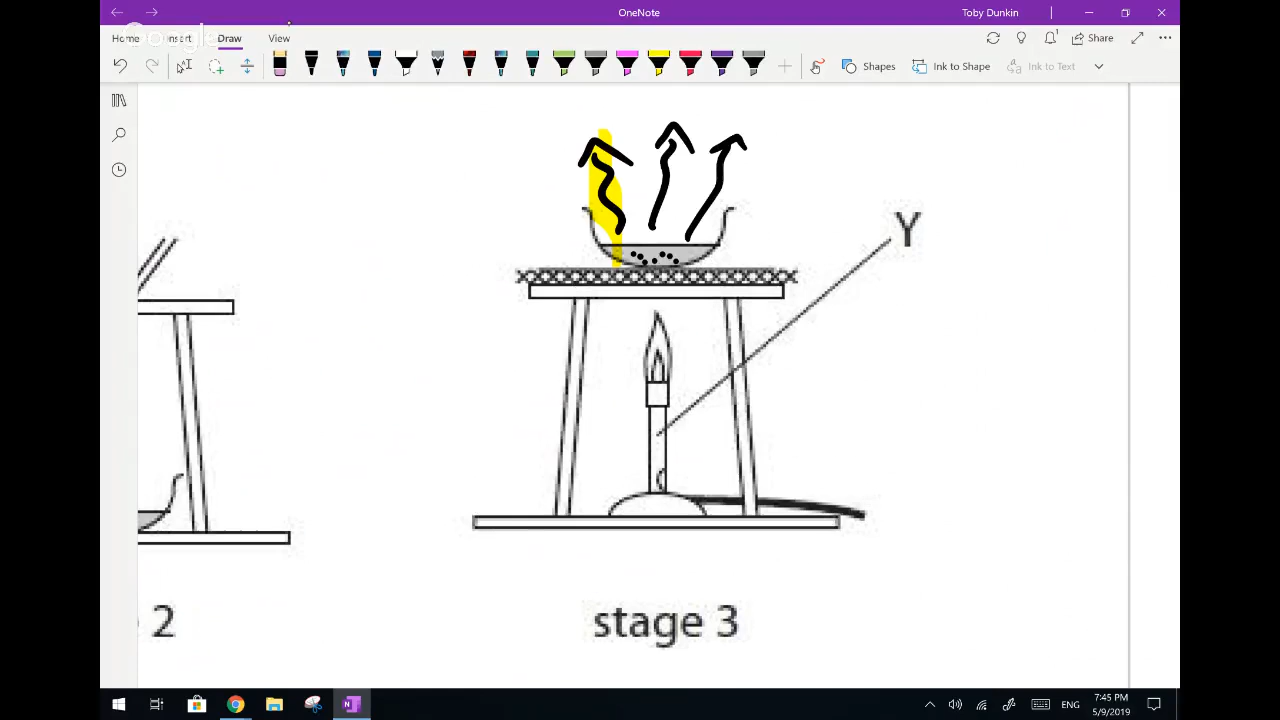 OneNote
Toby Dunkin
Home Insert Draw View
Share
Shapes Ink to Shape Ink to Text
Y
2
stage 3
ENG
7:45 PM
5/9/2019